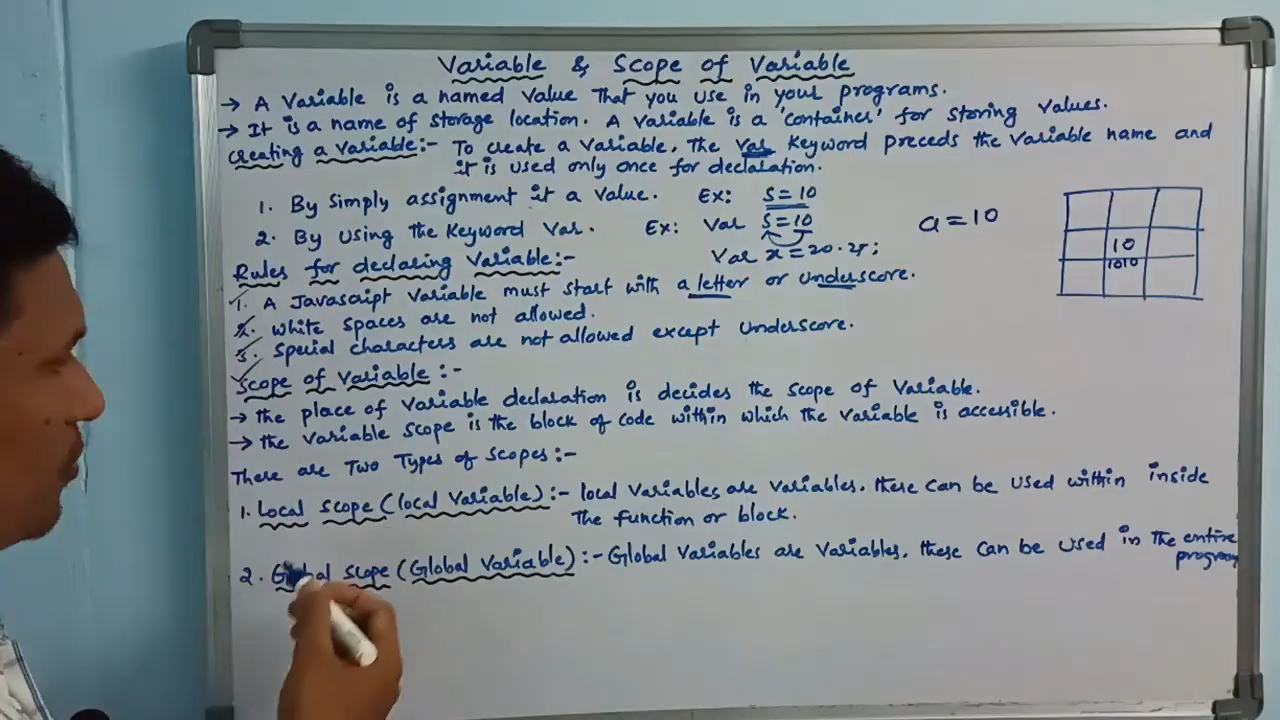 Variable & Scope of Variable
→ A Variable is a named value that you use in your programs.
→ It is a name of storage location. A variable is a 'container' for storing values.
creating a variable:- To create a variable, the var keyword preceds the variable name and
it is used only once for declaration.
1. By simply assignment it a value. Ex: S=10
2. By using the keyword var. Ex: Var S=10
Var x=20.25;
a=10
10
1010
Rules for declaring Variable:-
1. A Javascript variable must start with a letter or underscore.
2. white spaces are not allowed.
3. special characters are not allowed except underscore.
Scope of Variable:-
→ the place of variable declaration is decides the scope of variable.
→ the variable scope is the block of code within which the variable is accessible.
There are Two Types of scopes:-
1. Local scope (local variable):- local variables are variables. these can be used within inside
the function or block.
2. Global scope (Global variable):- Global variables are variables. these can be used in the entire
program